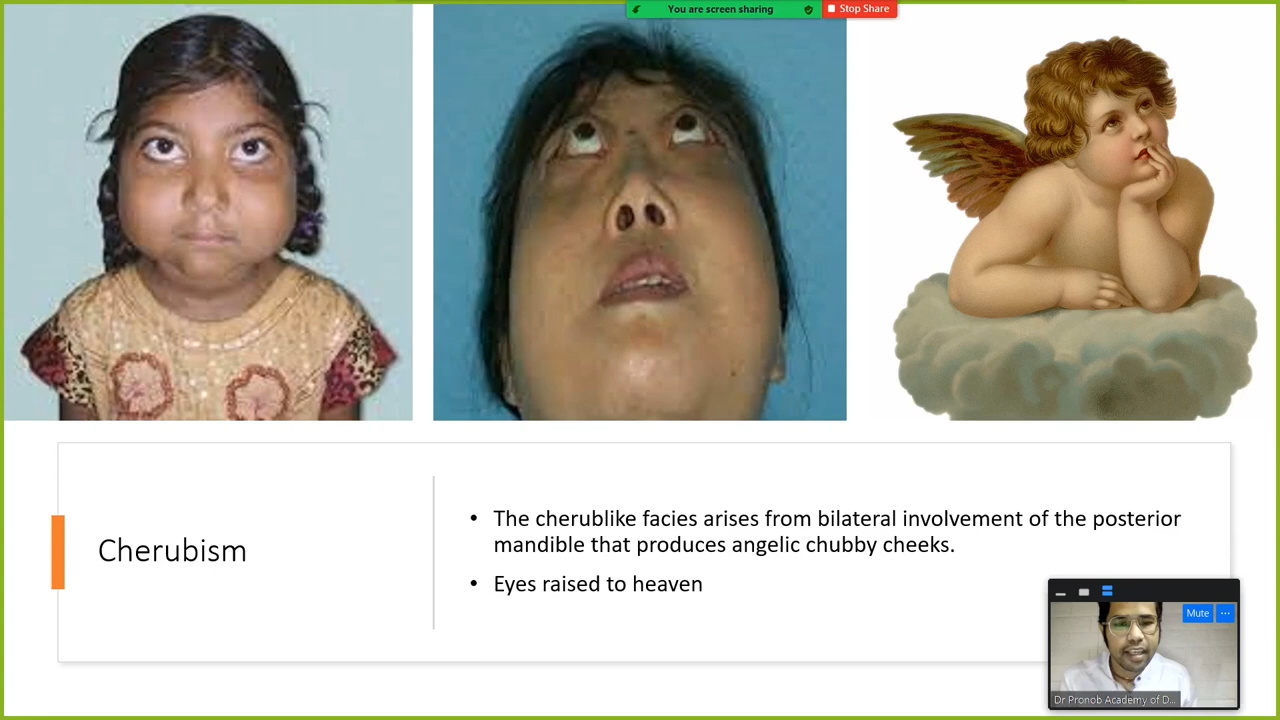 You are screen sharing
Stop Share
Cherubism
• The cherublike facies arises from bilateral involvement of the posterior
mandible that produces angelic chubby cheeks.
• Eyes raised to heaven
Mute
Dr Pronob Academy of D...